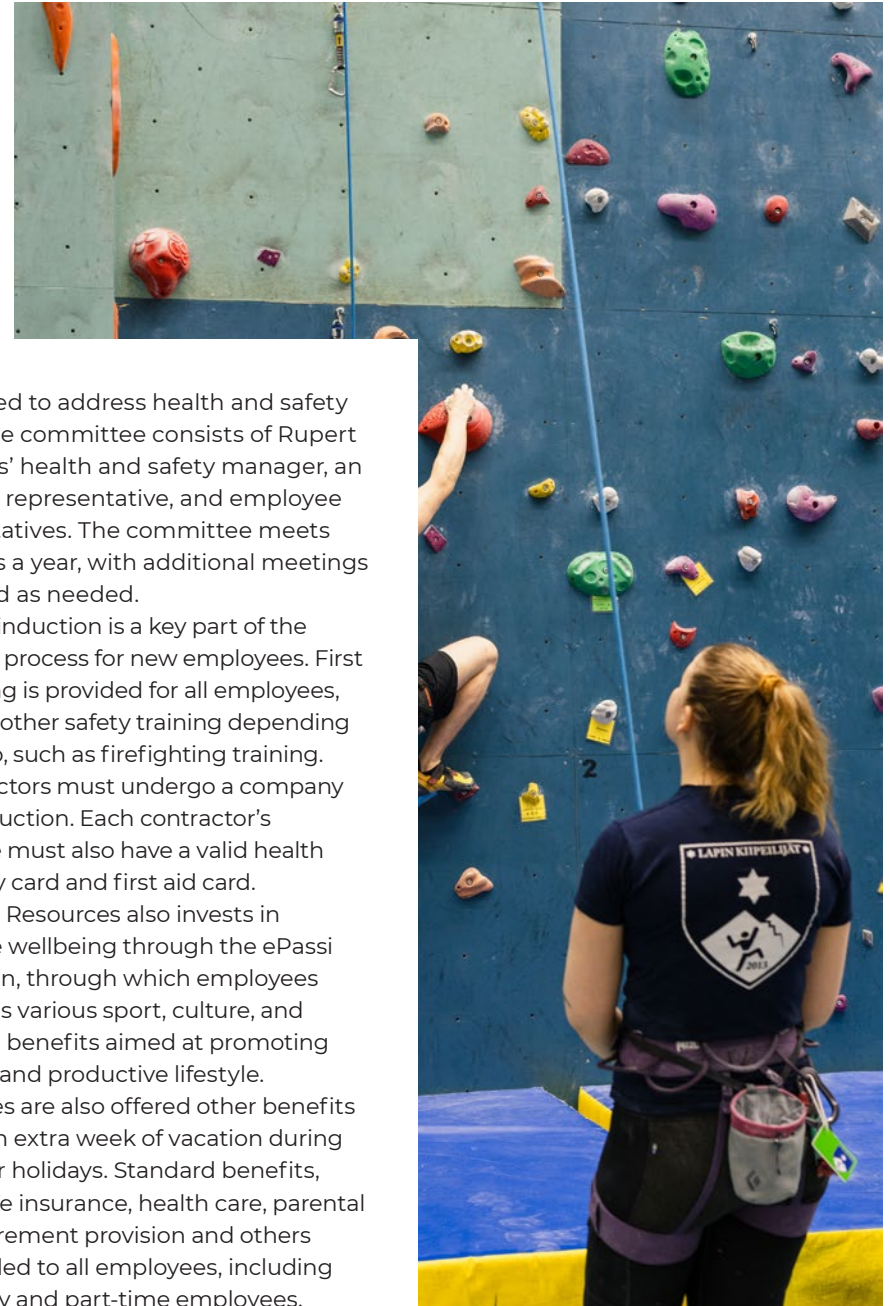 ed to address health and safety
e committee consists of Rupert
s’ health and safety manager, an
representative, and employee
tatives. The committee meets
s a year, with additional meetings
d as needed.
induction is a key part of the
process for new employees. First
g is provided for all employees,
other safety training depending
o, such as firefighting training.
ctors must undergo a company
uction. Each contractor’s
e must also have a valid health
y card and first aid card.
Resources also invests in
e wellbeing through the ePassi
n, through which employees
s various sport, culture, and
benefits aimed at promoting
and productive lifestyle.
es are also offered other benefits
n extra week of vacation during
r holidays. Standard benefits,
e insurance, health care, parental
rement provision and others
ded to all employees, including
y and part-time employees.
2
LAPIN KIIPEILIJÄT
2013